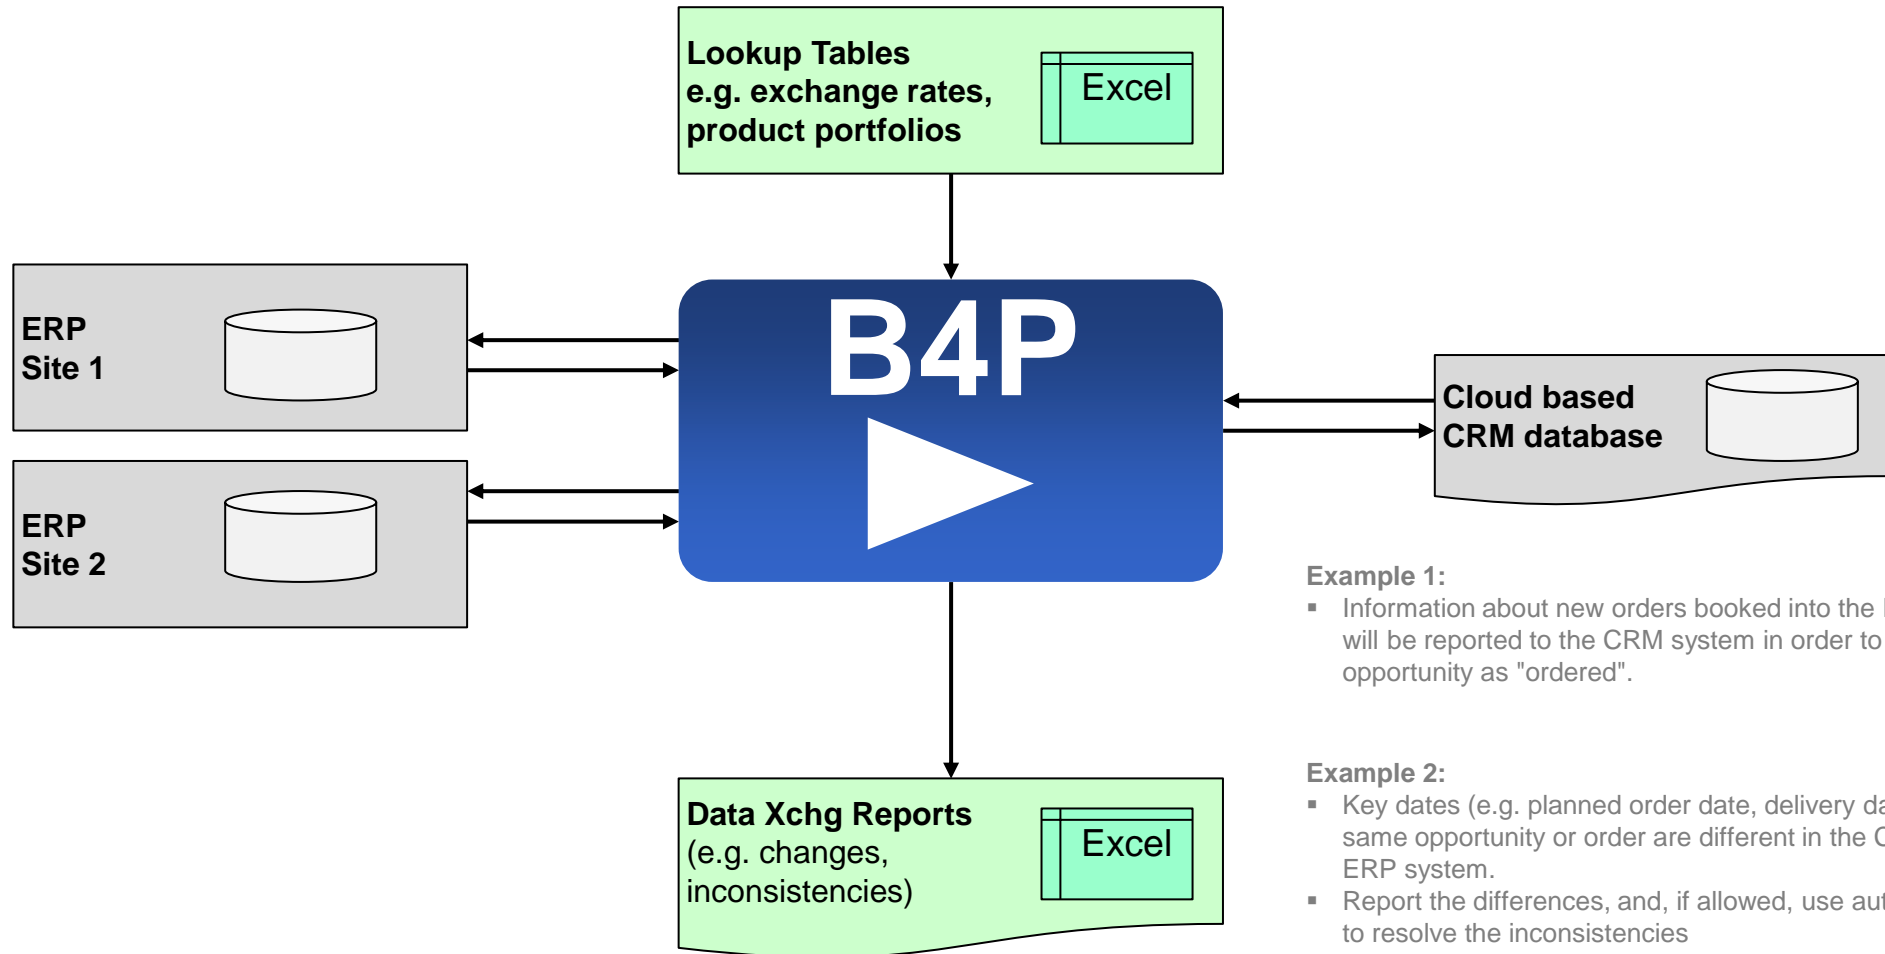 Lookup Tables
e.g. exchange rates,
product portfolios
Excel
ERP
Site 1
B4P
Cloud based
CRM database
ERP
Site 2
Example 1:
▪ Information about new orders booked into the
will be reported to the CRM system in order to
opportunity as "ordered".
Data Xchg Reports
(e.g. changes,
inconsistencies)
Excel
Example 2:
▪ Key dates (e.g. planned order date, delivery
same opportunity or order are different in the
ERP system.
▪ Report the differences, and, if allowed, use
to resolve the inconsistencies